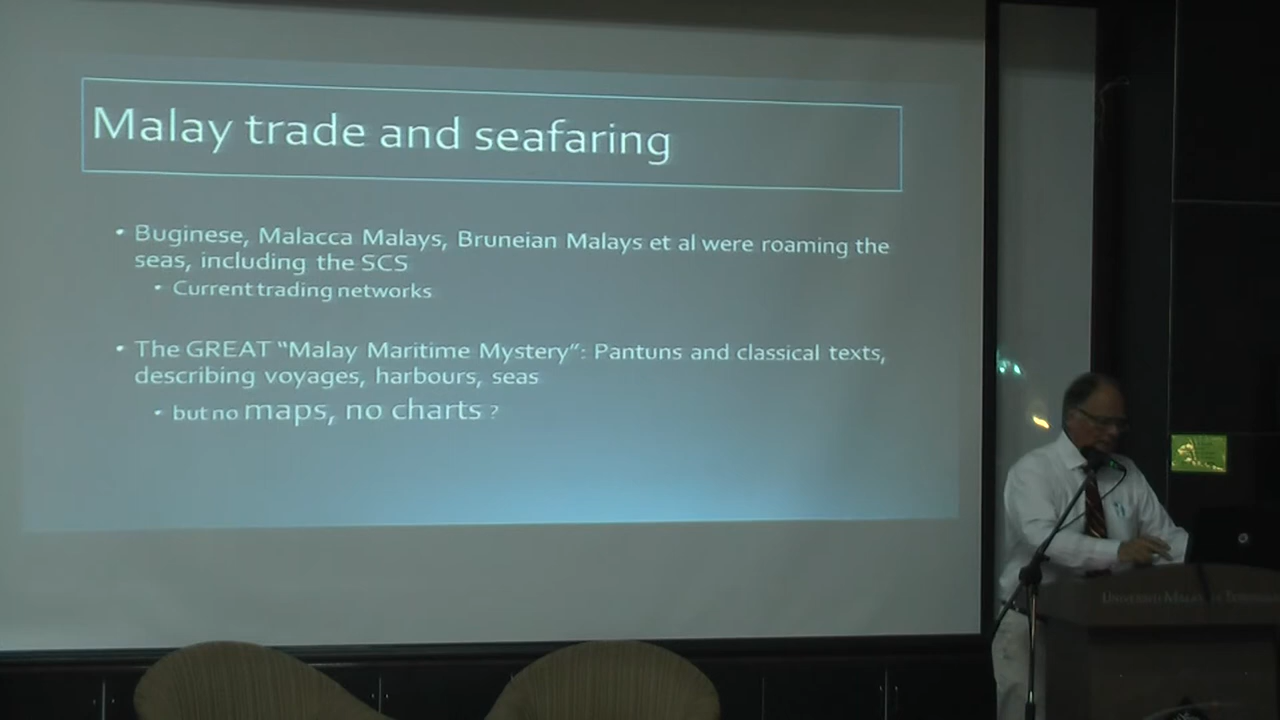 Malay trade and seafaring
• Buginese, Malacca Malays, Bruneian Malays et al were roaming the
seas, including the SCS
• Current trading networks
• The GREAT “Malay Maritime Mystery”: Pantuns and classical texts,
describing voyages, harbours, seas
• but no maps, no charts ?
UNIVERSITI